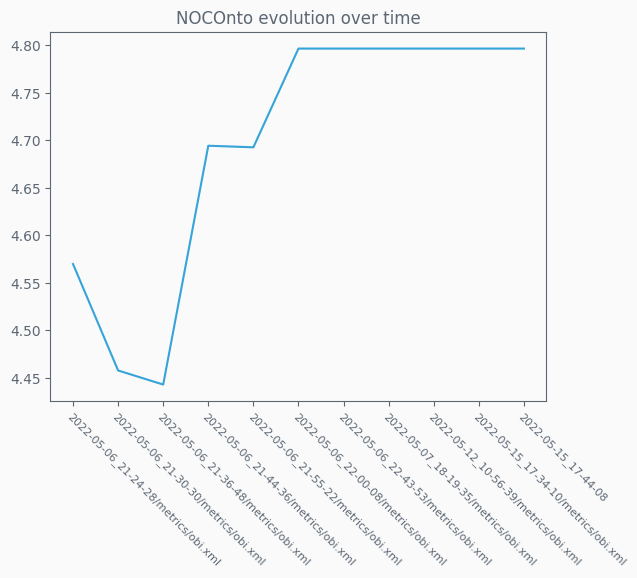 NOCOnto evolution over time
4.80
4.75
4.70
4.65
4.60
4.55
4.50
4.45
2022-05-06_21-24-28/metrics/obi.xml
2022-05-06_21-30-30/metrics/obi.xml
2022-05-06_21-36-48/metrics/obi.xml
2022-05-06_21-44-36/metrics/obi.xml
2022-05-06_21-55-22/metrics/obi.xml
2022-05-06_22-00-08/metrics/obi.xml
2022-05-06_22-43-53/metrics/obi.xml
2022-05-07_18-19-35/metrics/obi.xml
2022-05-12_10-56-39/metrics/obi.xml
2022-05-15_17-34-10/metrics/obi.xml
2022-05-15_17-44-08